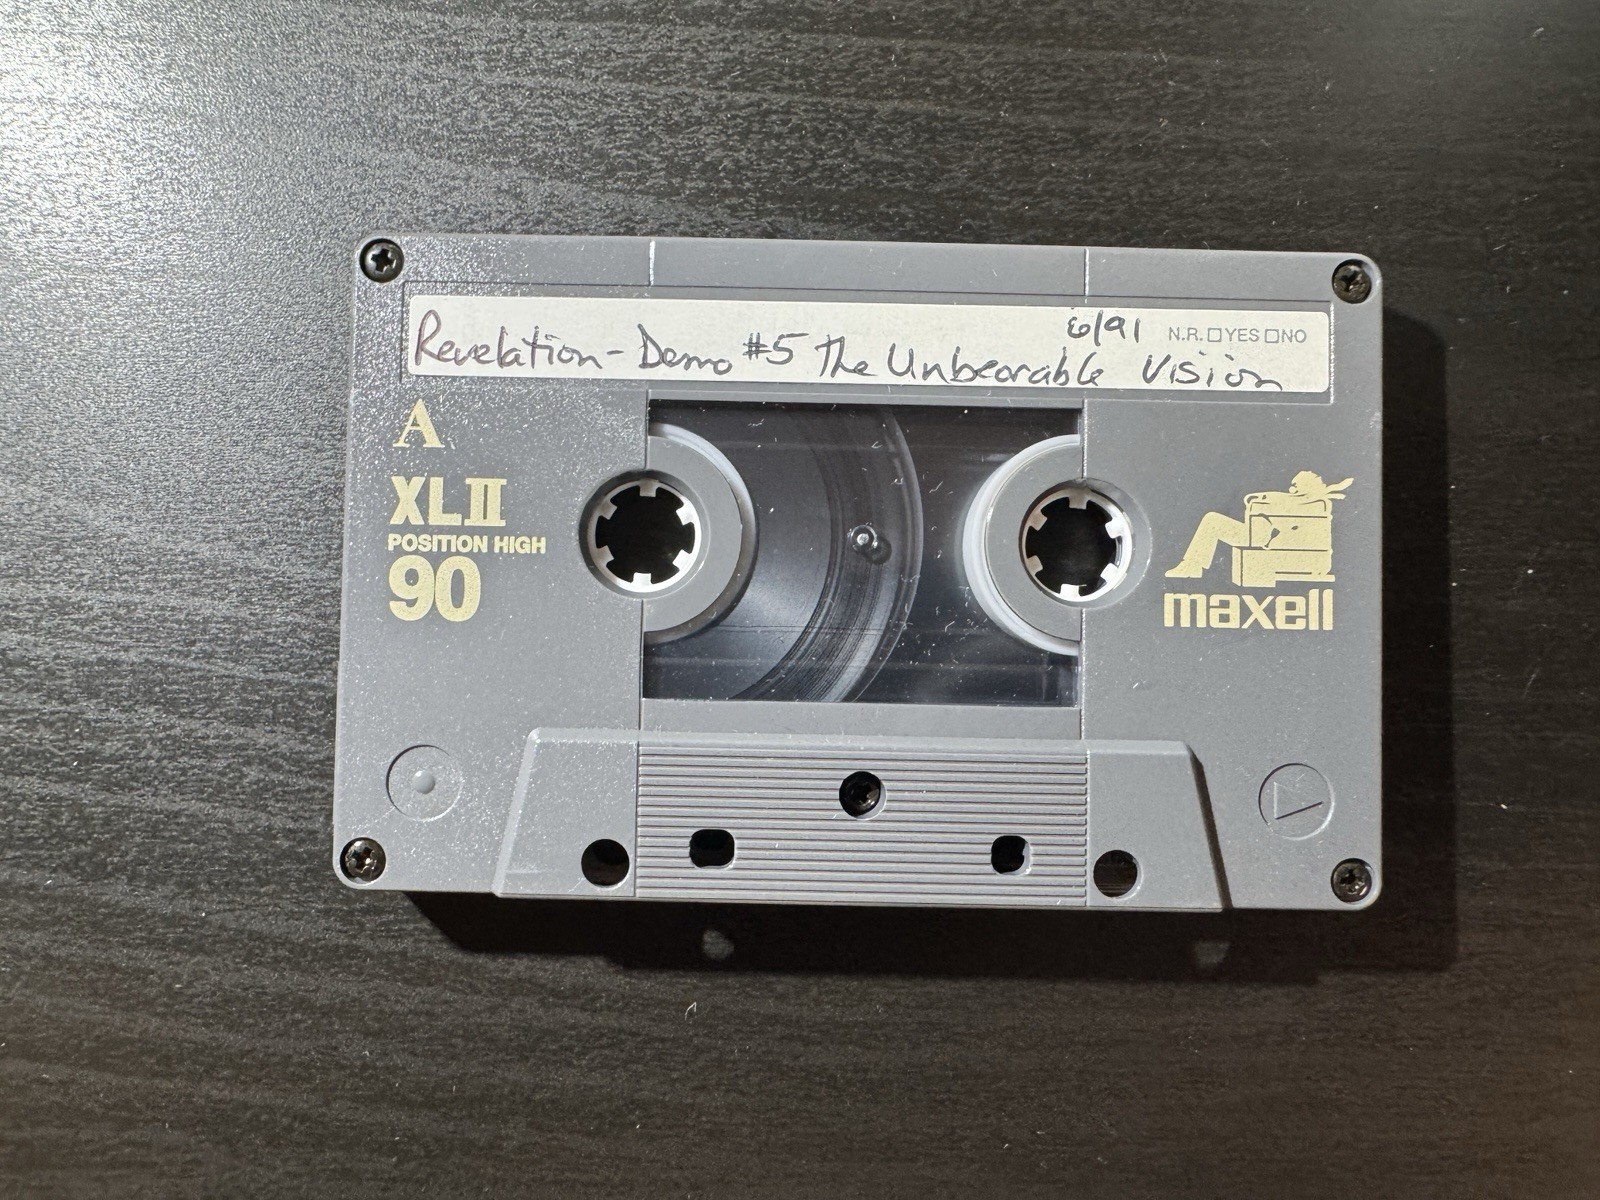 6/91 N.R. □YES □NO
Revelation - Demo #5 The Unbearable Vision
A
XLII
POSITION HIGH
90
maxell